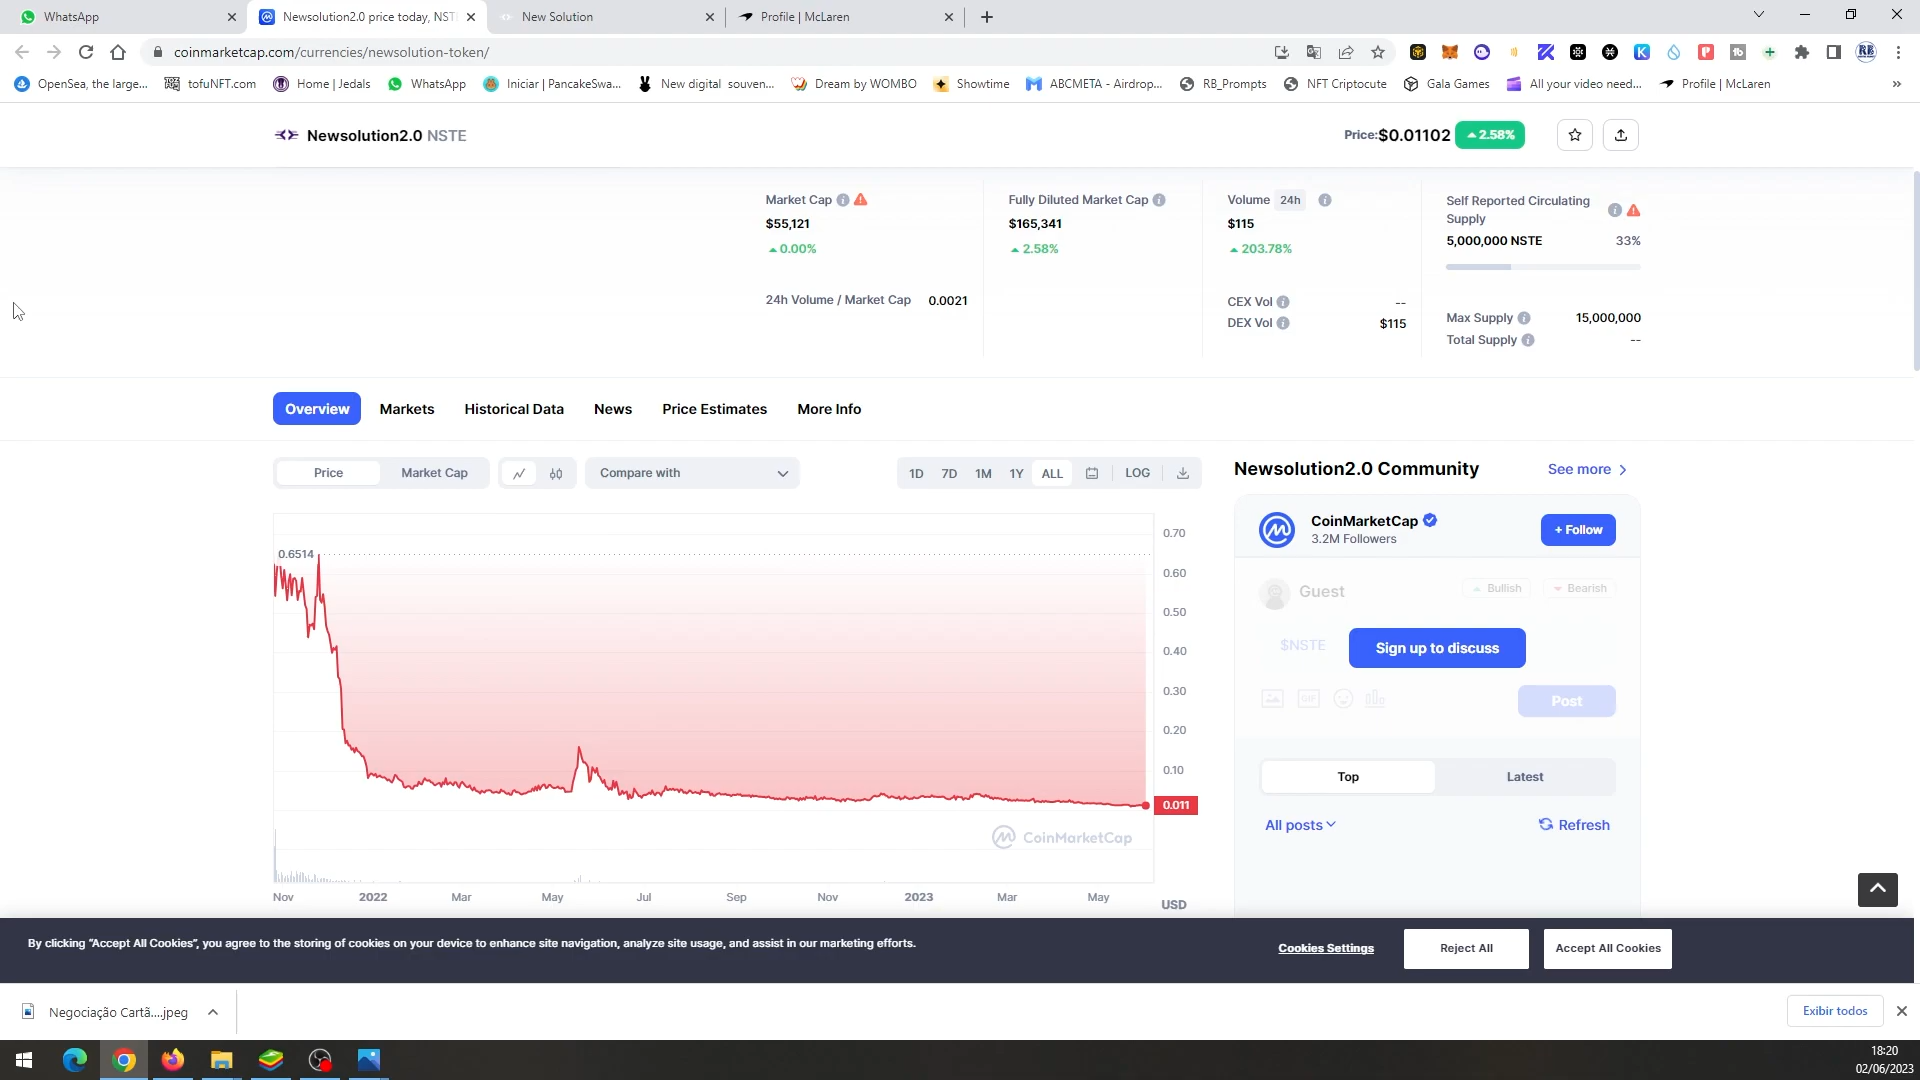 WhatsApp
Newsolution2.0 price today, NST
New Solution
Profile | McLaren
coinmarketcap.com/currencies/newsolution-token/
OpenSea, the large...
tofuNFT.com
Home | Jedals
WhatsApp
Iniciar | PancakeSwa...
New digital souven...
Dream by WOMBO
Showtime
ABCMETA - Airdrop...
RB_Prompts
NFT Criptocute
Gala Games
All your video need...
Profile | McLaren
»
Newsolution2.0 NSTE
Price:$0.01102
2.58%
Market Cap
$55,121
0.00%
24h Volume / Market Cap 0.0021
Fully Diluted Market Cap
$165,341
2.58%
Volume 24h
$115
203.78%
CEX Vol --
DEX Vol $115
Self Reported Circulating
Supply
5,000,000 NSTE 33%
Max Supply 15,000,000
Total Supply --
Overview Markets Historical Data News Price Estimates More Info
Price Market Cap
Compare with
1D 7D 1M 1Y ALL LOG
0.6514
0.70
0.60
0.50
0.40
0.30
0.20
0.10
0.011
CoinMarketCap
Nov 2022 Mar May Jul Sep Nov 2023 Mar May
USD
Newsolution2.0 Community
See more
CoinMarketCap
3.2M Followers
+ Follow
Guest
Bullish
Bearish
$NSTE
Sign up to discuss
GIF
Post
Top
Latest
All posts
Refresh
By clicking “Accept All Cookies”, you agree to the storing of cookies on your device to enhance site navigation, analyze site usage, and assist in our marketing efforts.
Cookies Settings
Reject All
Accept All Cookies
Negociação Cartã....jpeg
Exibir todos
18:20
02/06/2023